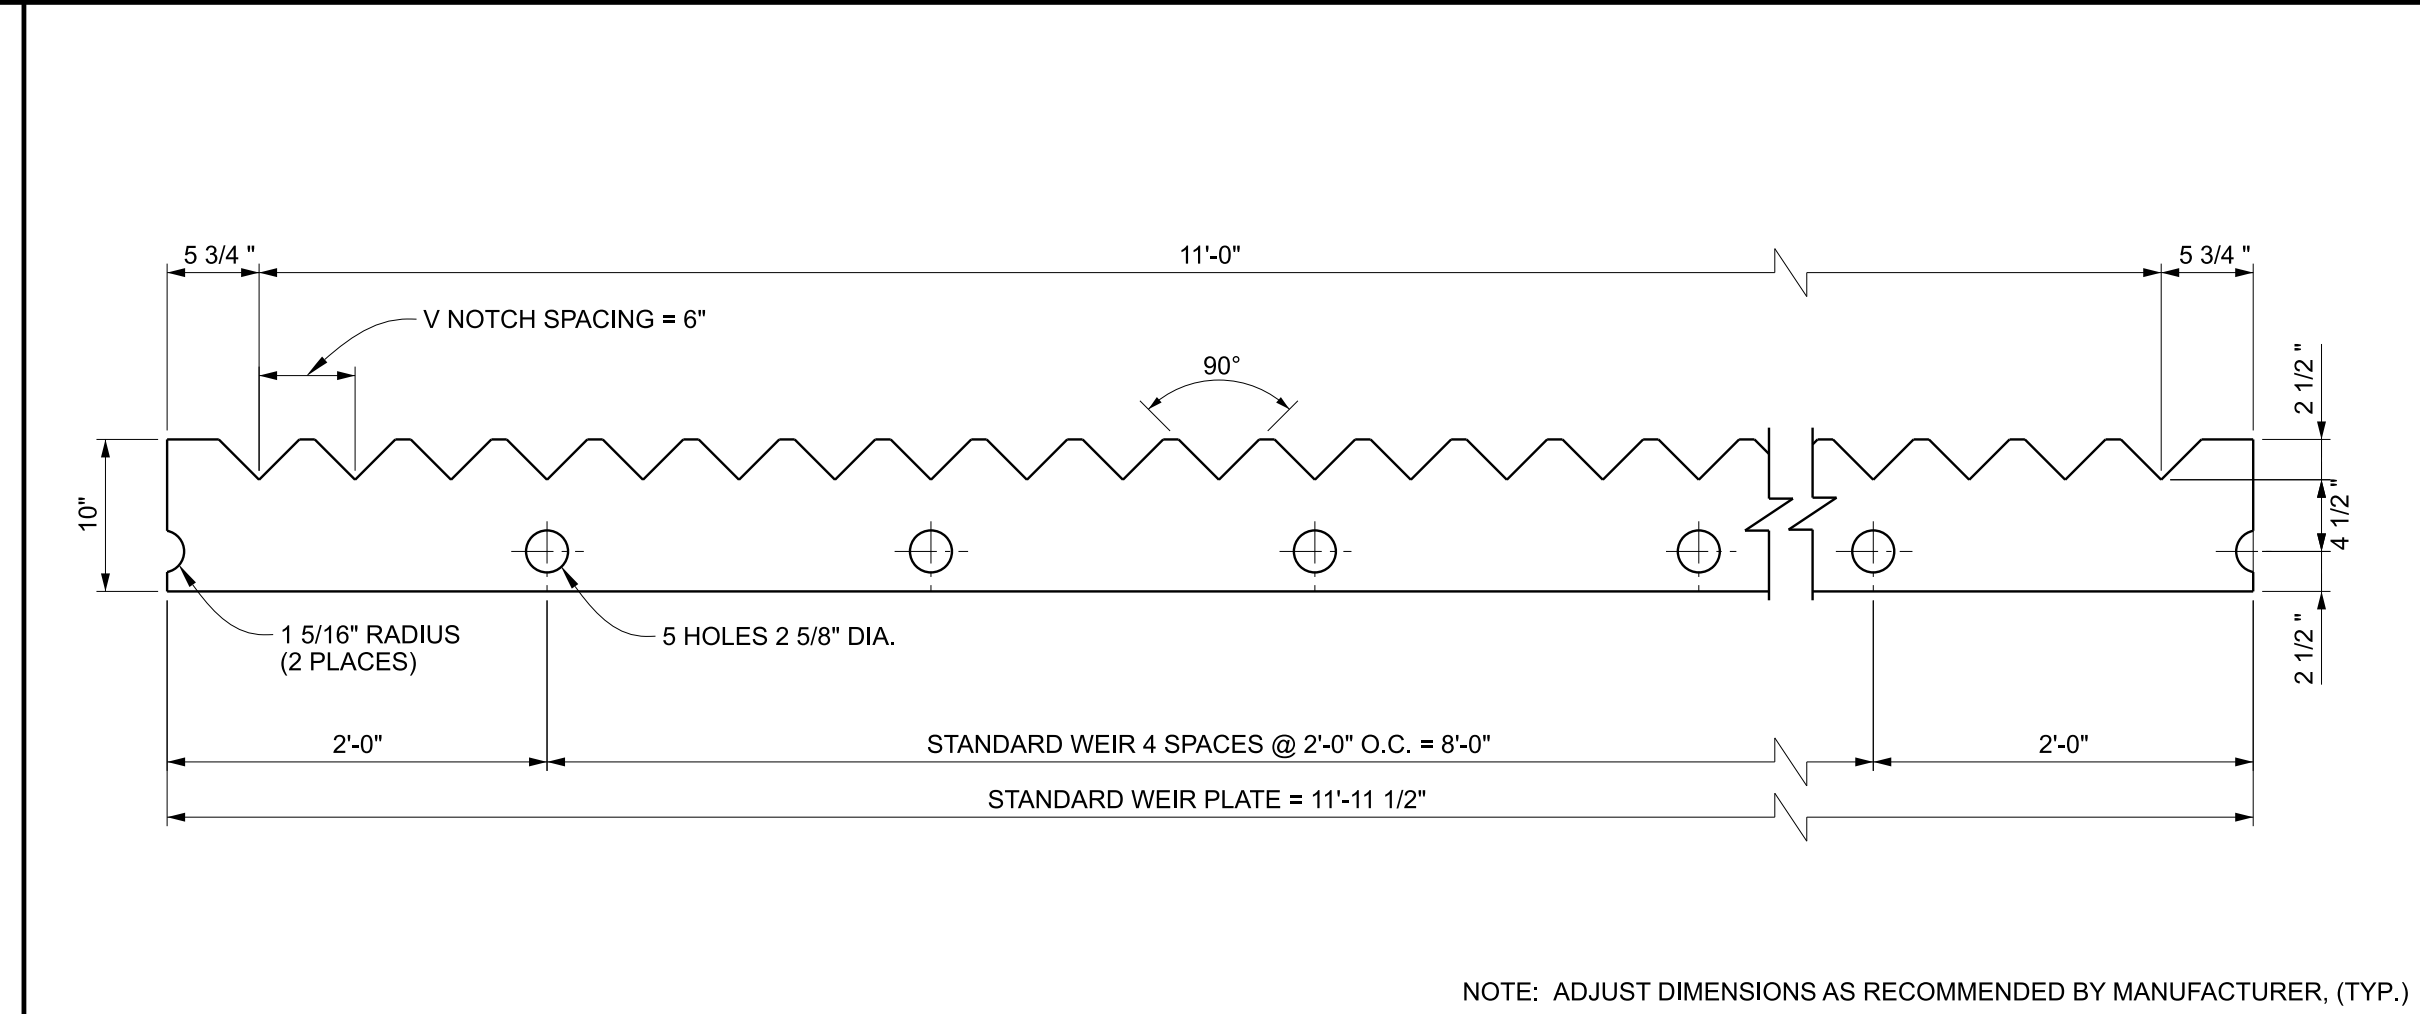 5 3/4 "
11'-0"
5 3/4 "
V NOTCH SPACING = 6"
90°
2 1/2 "
10"
4 1/2 "
1 5/16" RADIUS
(2 PLACES)
5 HOLES 2 5/8" DIA.
2 1/2 "
2'-0"
STANDARD WEIR 4 SPACES @ 2'-0" O.C. = 8'-0"
2'-0"
STANDARD WEIR PLATE = 11'-11 1/2"
NOTE: ADJUST DIMENSIONS AS RECOMMENDED BY MANUFACTURER, (TYP.)